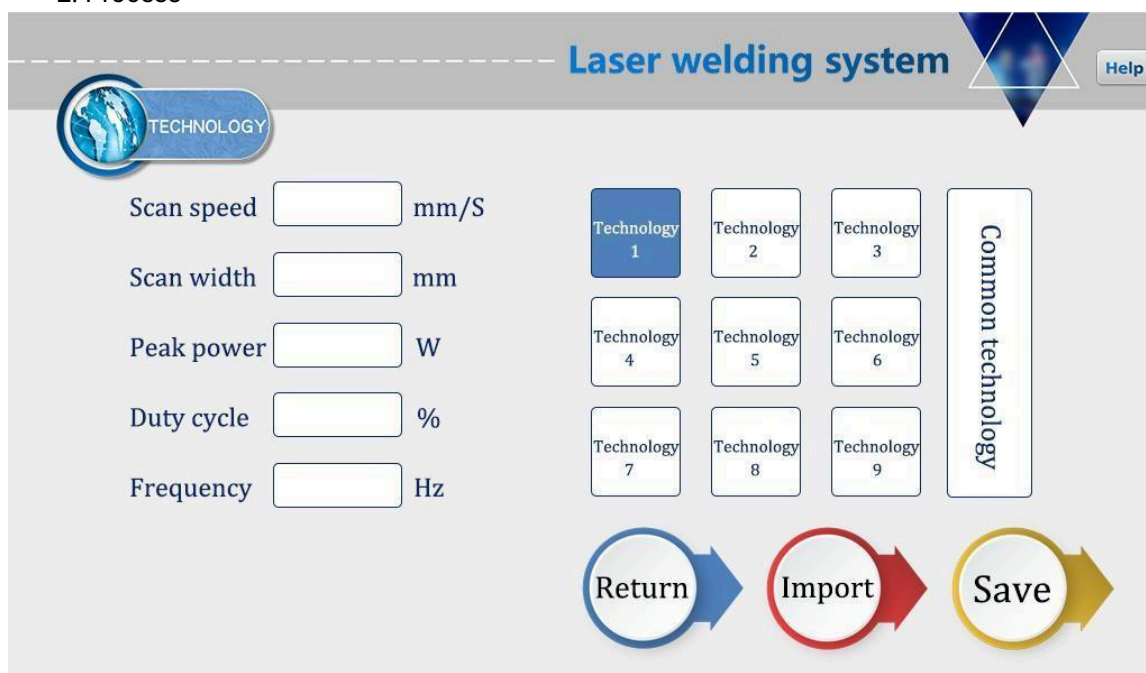 Laser welding system
Help
TECHNOLOGY
Scan speed mm/S
Scan width mm
Peak power W
Duty cycle %
Frequency Hz
Technology
1
Technology
2
Technology
3
Technology
4
Technology
5
Technology
6
Technology
7
Technology
8
Technology
9
Common technology
Return
Import
Save